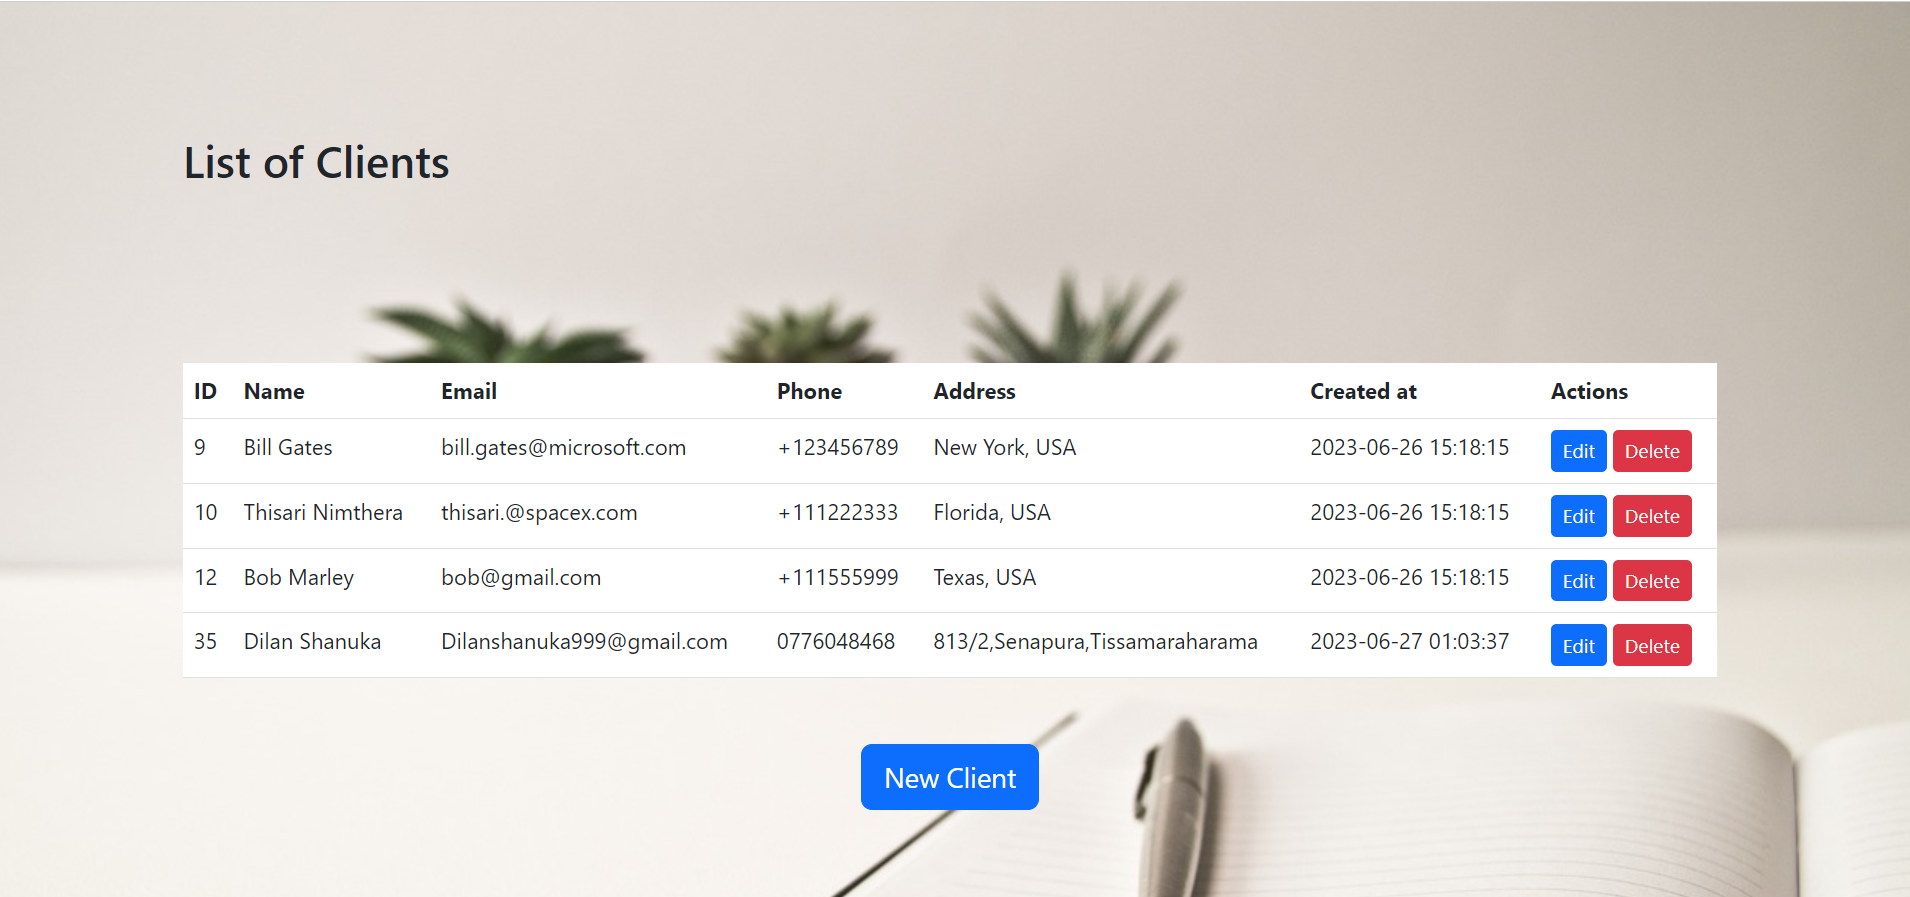 List of Clients
ID Name Email Phone Address Created at Actions
9 Bill Gates bill.gates@microsoft.com +123456789 New York, USA 2023-06-26 15:18:15 Edit Delete
10 Thisari Nimthera thisari.@spacex.com +111222333 Florida, USA 2023-06-26 15:18:15 Edit Delete
12 Bob Marley bob@gmail.com +111555999 Texas, USA 2023-06-26 15:18:15 Edit Delete
35 Dilan Shanuka Dilanshanuka999@gmail.com 0776048468 813/2,Senapura,Tissamaraharama 2023-06-27 01:03:37 Edit Delete
New Client